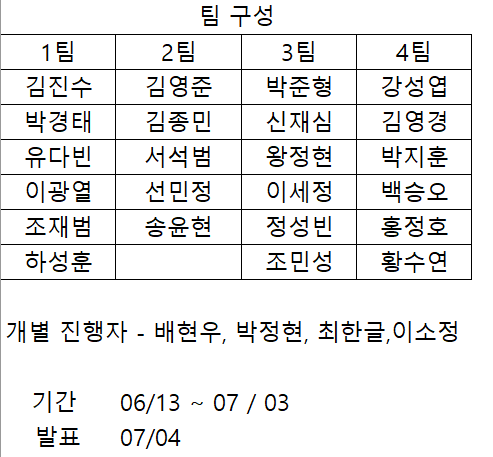 팀 구성
1팀 2팀 3팀 4팀
김진수 김영준 박준형 강성엽
박경태 김종민 신재심 김영경
유다빈 서석범 왕정현 박지훈
이광열 선민정 이세정 백승오
조재범 송윤현 정성빈 홍정호
하성훈 조민성 황수연
개별 진행자 - 배현우, 박정현, 최한글,이소정
기간 06/13 ~ 07 / 03
발표 07/04